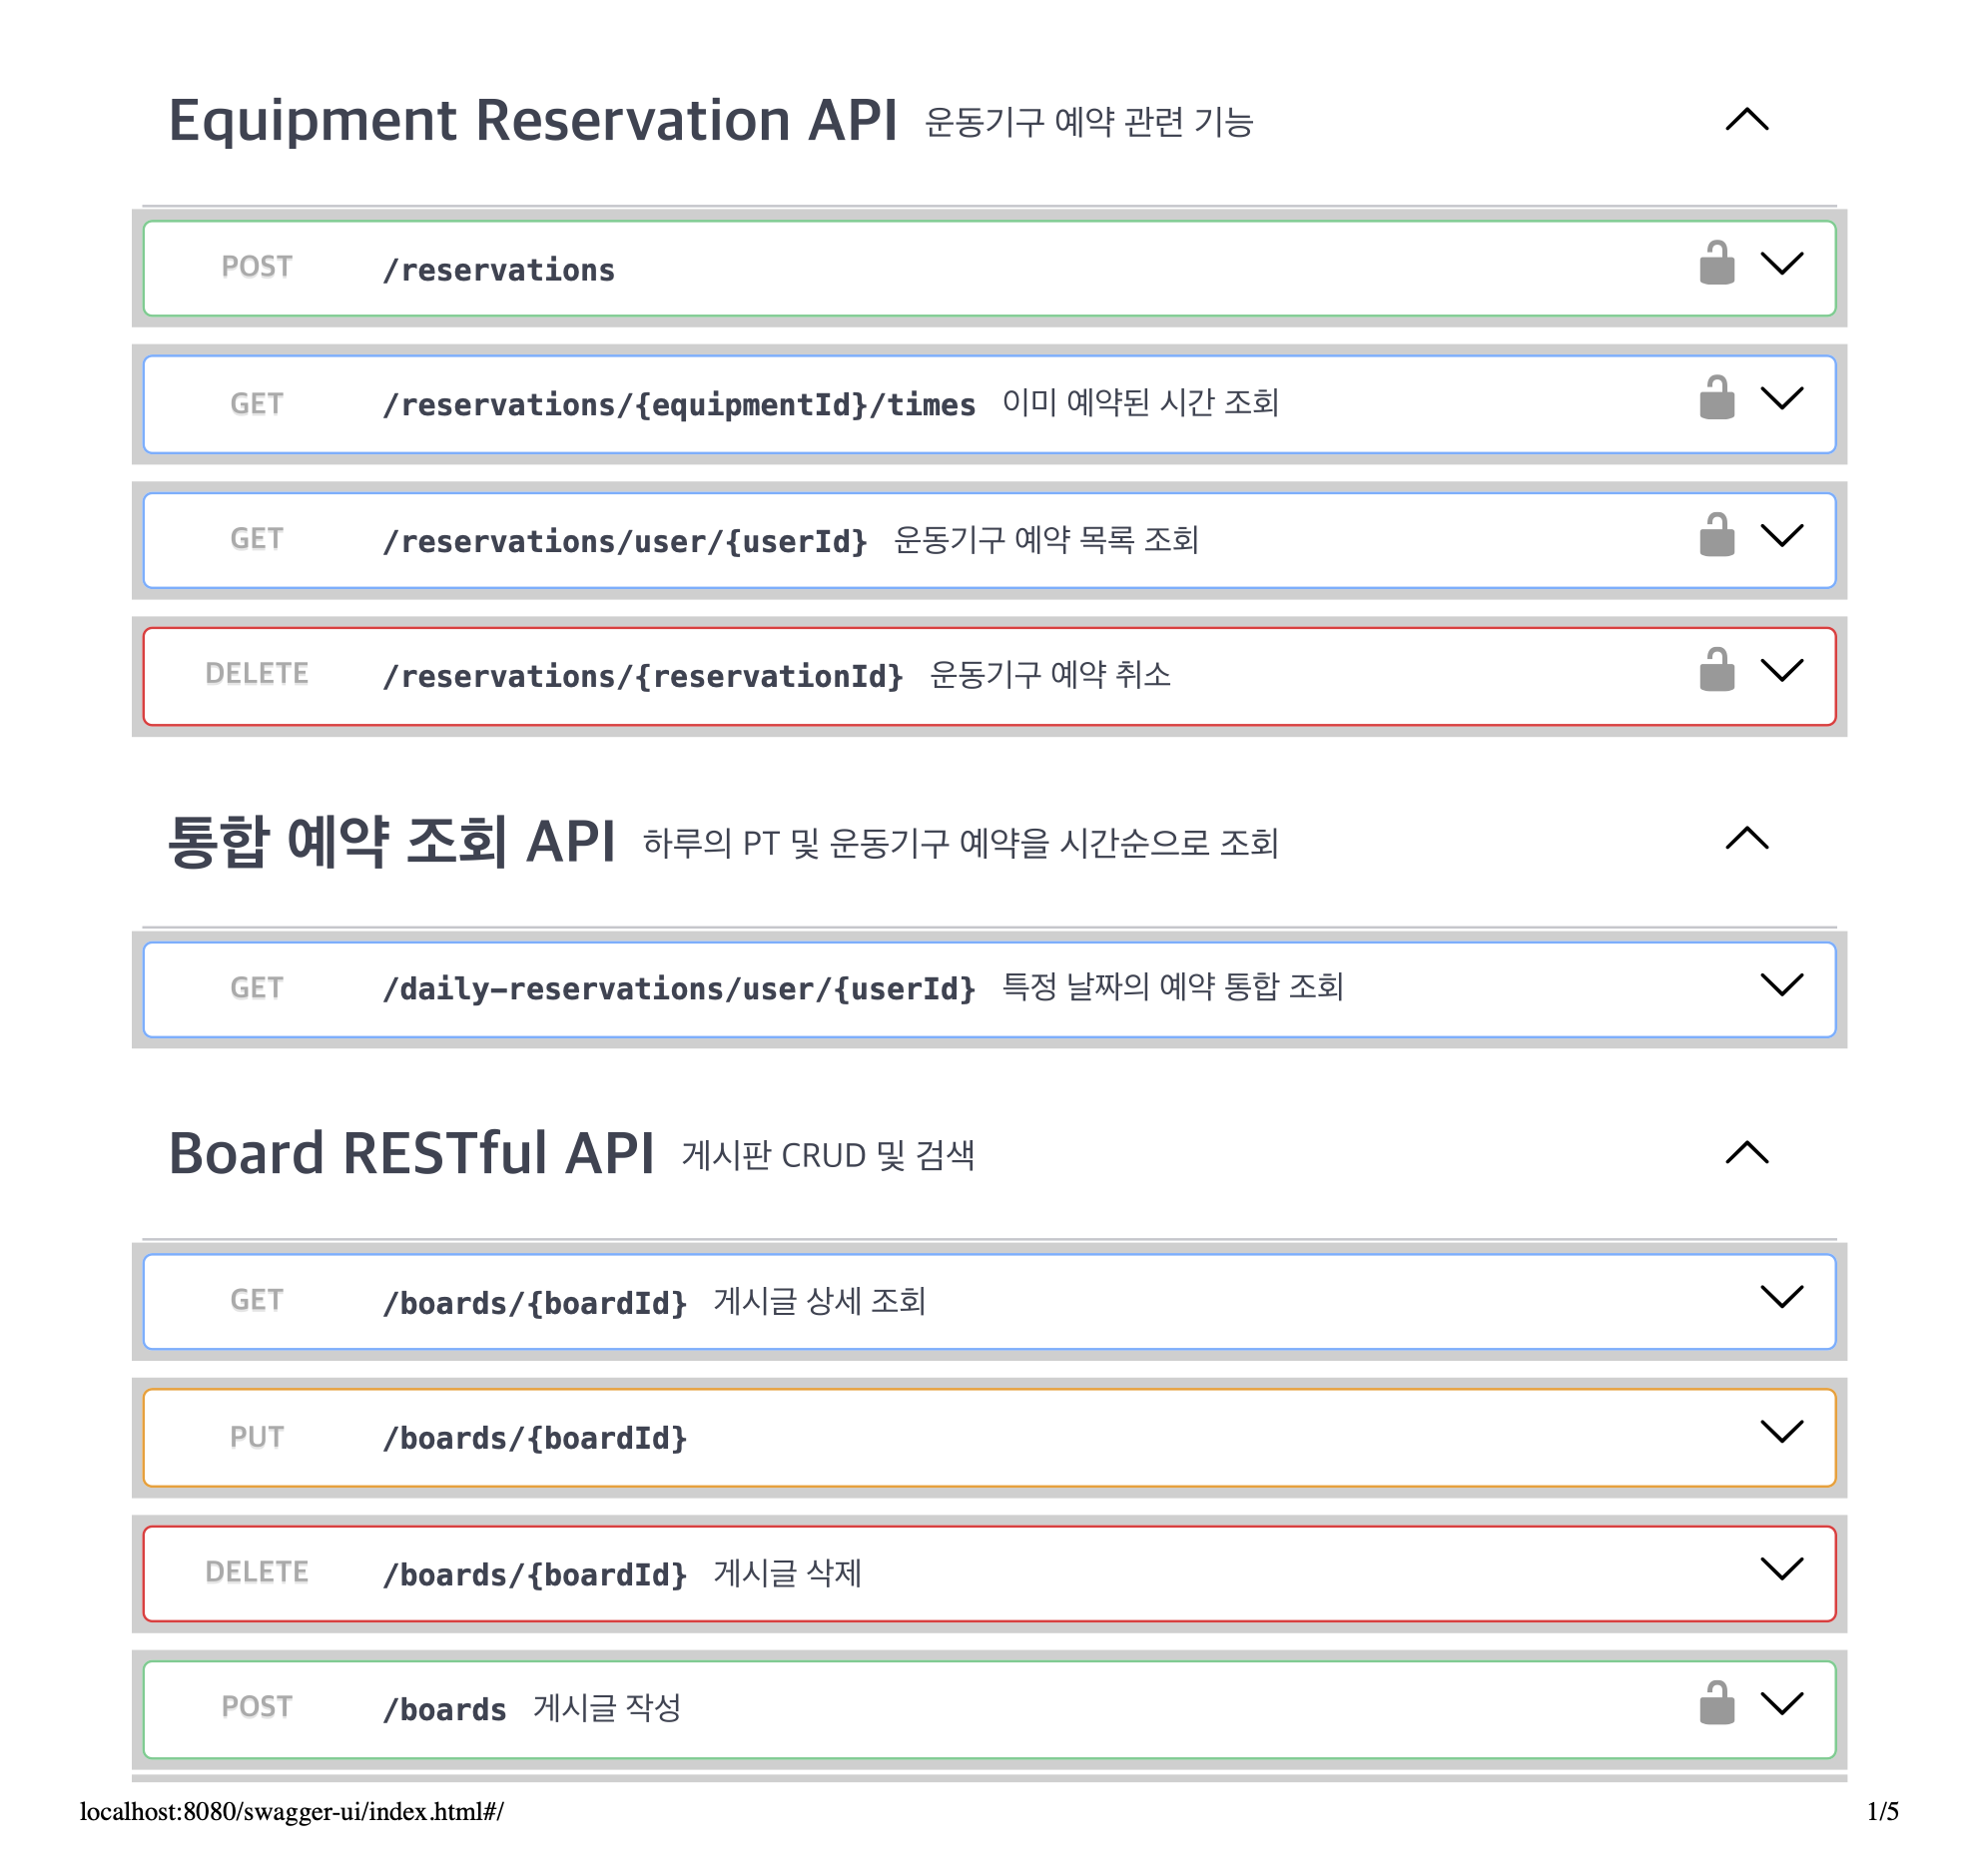 Equipment Reservation API 운동기구 예약 관련 기능
POST /reservations
GET /reservations/{equipmentId}/times 이미 예약된 시간 조회
GET /reservations/user/{userId} 운동기구 예약 목록 조회
DELETE /reservations/{reservationId} 운동기구 예약 취소
통합 예약 조회 API 하루의 PT 및 운동기구 예약을 시간순으로 조회
GET /daily-reservations/user/{userId} 특정 날짜의 예약 통합 조회
Board RESTful API 게시판 CRUD 및 검색
GET /boards/{boardId} 게시글 상세 조회
PUT /boards/{boardId}
DELETE /boards/{boardId} 게시글 삭제
POST /boards 게시글 작성
localhost:8080/swagger-ui/index.html#/ 1/5